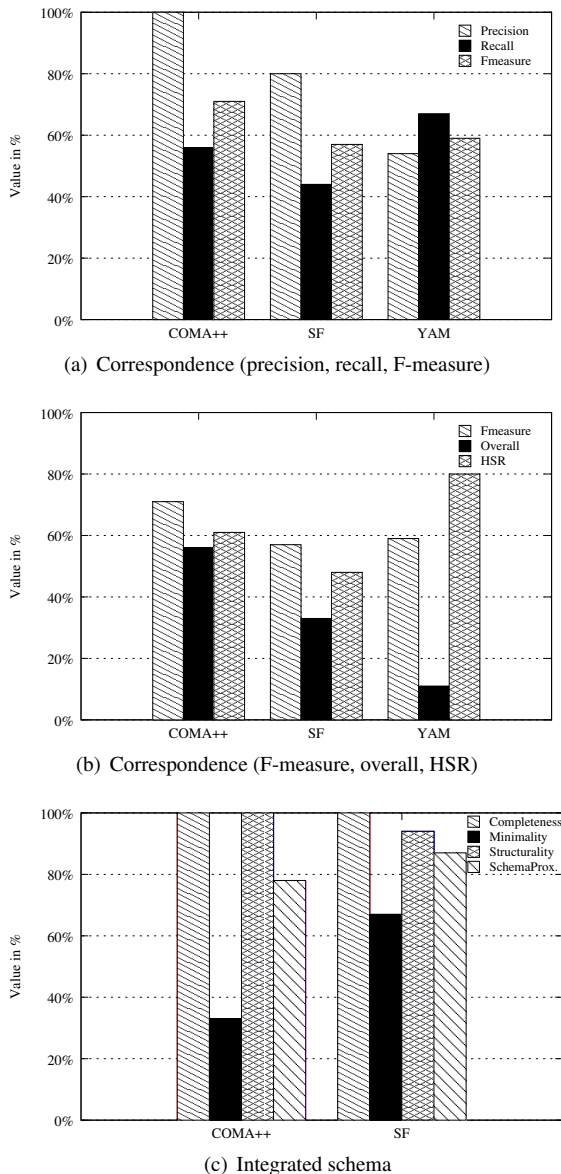 100%
80%
60%
40%
20%
0%
Value in %
Precision
Recall
Fmeasure
COMA++ SF YAM
(a) Correspondence (precision, recall, F-measure)
100%
80%
60%
40%
20%
0%
Value in %
Fmeasure
Overall
HSR
COMA++ SF YAM
(b) Correspondence (F-measure, overall, HSR)
100%
80%
60%
40%
20%
0%
Value in %
Completeness
Minimality
Structurality
SchemaProx.
COMA++ SF
(c) Integrated schema